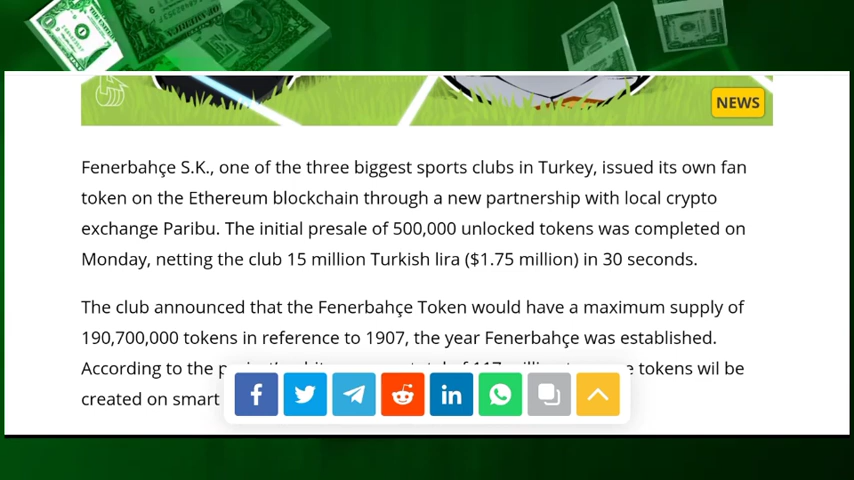 NEWS
Fenerbahçe S.K., one of the three biggest sports clubs in Turkey, issued its own fan
token on the Ethereum blockchain through a new partnership with local crypto
exchange Paribu. The initial presale of 500,000 unlocked tokens was completed on
Monday, netting the club 15 million Turkish lira ($1.75 million) in 30 seconds.
The club announced that the Fenerbahçe Token would have a maximum supply of
190,700,000 tokens in reference to 1907, the year Fenerbahçe was established.
According to the tokens wil be
created on smart